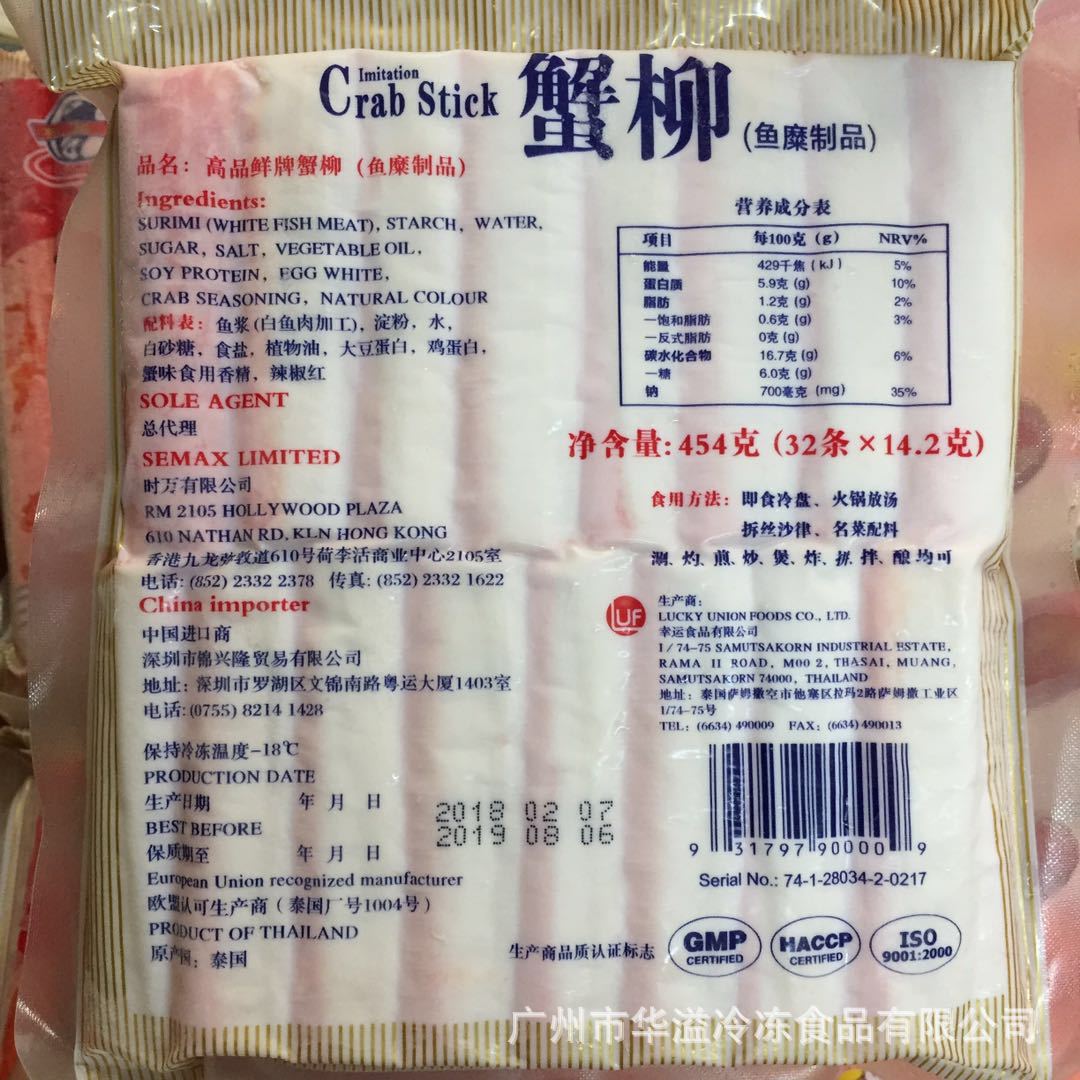 Imitation
Crab Stick 蟹柳 (鱼糜制品)
品名：高品鲜牌蟹柳（鱼糜制品）
Ingredients:
SURIMI (WHITE FISH MEAT), STARCH, WATER,
SUGAR, SALT, VEGETABLE OIL,
SOY PROTEIN, EGG WHITE,
CRAB SEASONING, NATURAL COLOUR
配料表：鱼浆(白鱼肉加工)，淀粉，水，
白砂糖，食盐，植物油，大豆蛋白，鸡蛋白，
蟹味食用香精，辣椒红
SOLE AGENT
总代理
SEMAX LIMITED
时万有限公司
RM 2105 HOLLYWOOD PLAZA
610 NATHAN RD. KLN HONG KONG
香港九龙弥敦道610号荷李活商业中心2105室
电话: (852) 2332 2378 传真: (852) 2332 1622
China importer
中国进口商
深圳市锦兴隆贸易有限公司
地址：深圳市罗湖区文锦南路粤运大厦1403室
电话: (0755) 8214 1428
保持冷冻温度-18℃
PRODUCTION DATE
生产日期 年 月 日 2018 02 07
BEST BEFORE
保质期至 年 月 日 2019 08 06
European Union recognized manufacturer
欧盟认可生产商（泰国厂号1004号）
PRODUCT OF THAILAND
原产国：泰国
营养成分表
项目 每100克 (g) NRV%
能量 429千焦 (kJ) 5%
蛋白质 5.9克 (g) 10%
脂肪 1.2克 (g) 2%
一饱和脂肪 0.6克 (g) 3%
一反式脂肪 0克 (g)
碳水化合物 16.7克 (g) 6%
一糖 6.0克 (g)
钠 700毫克 (mg) 35%
净含量: 454克 (32条×14.2克)
食用方法：即食冷盘、火锅放汤
拆丝沙律、名菜配料
涮、灼、煎、炒、煲、炸、拼、拌、酿均可
LUF
生产商：
LUCKY UNION FOODS CO., LTD.
幸运食品有限公司
1/74-75 SAMUTSAKORN INDUSTRIAL ESTATE,
RAMA II ROAD, M00 2, THASAI, MUANG,
SAMUTSAKORN 74000, THAILAND
地址：泰国萨姆撒空市他塞区拉玛2路萨姆撒工业区
1/74-75号
TEL: (6634) 490009 FAX: (6634) 490013
9 31797 90000 9
Serial No.: 74-1-28034-2-0217
生产商品质认证标志
GMP
CERTIFIED
HACCP
CERTIFIED
ISO
9001:2000
广州市华溢冷冻食品有限公司